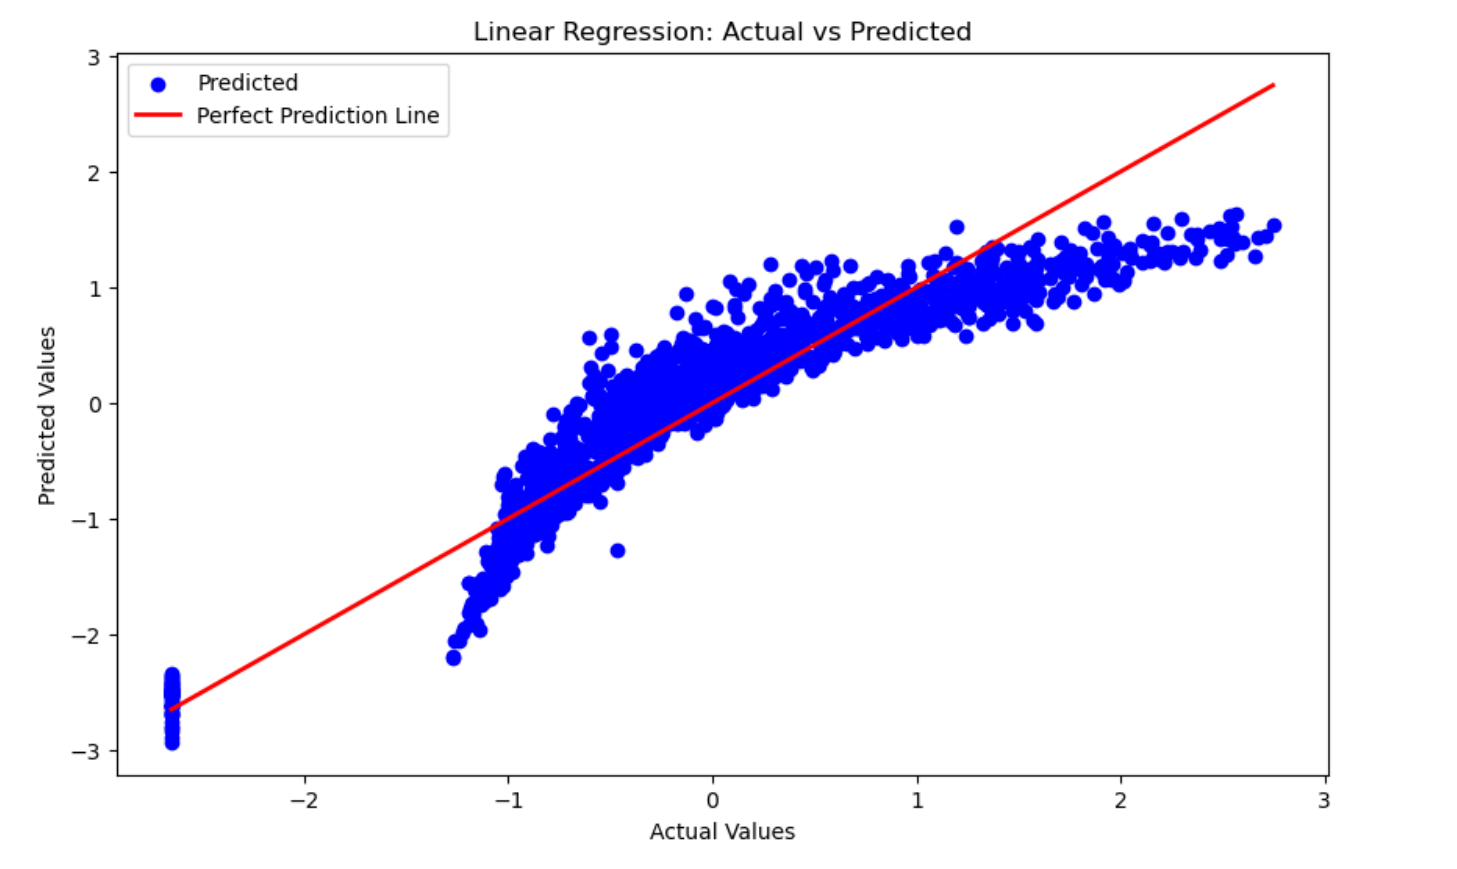 Linear Regression: Actual vs Predicted
Predicted
Perfect Prediction Line
3
2
1
0
−1
−2
−3
Predicted Values
−2 −1 0 1 2 3
Actual Values